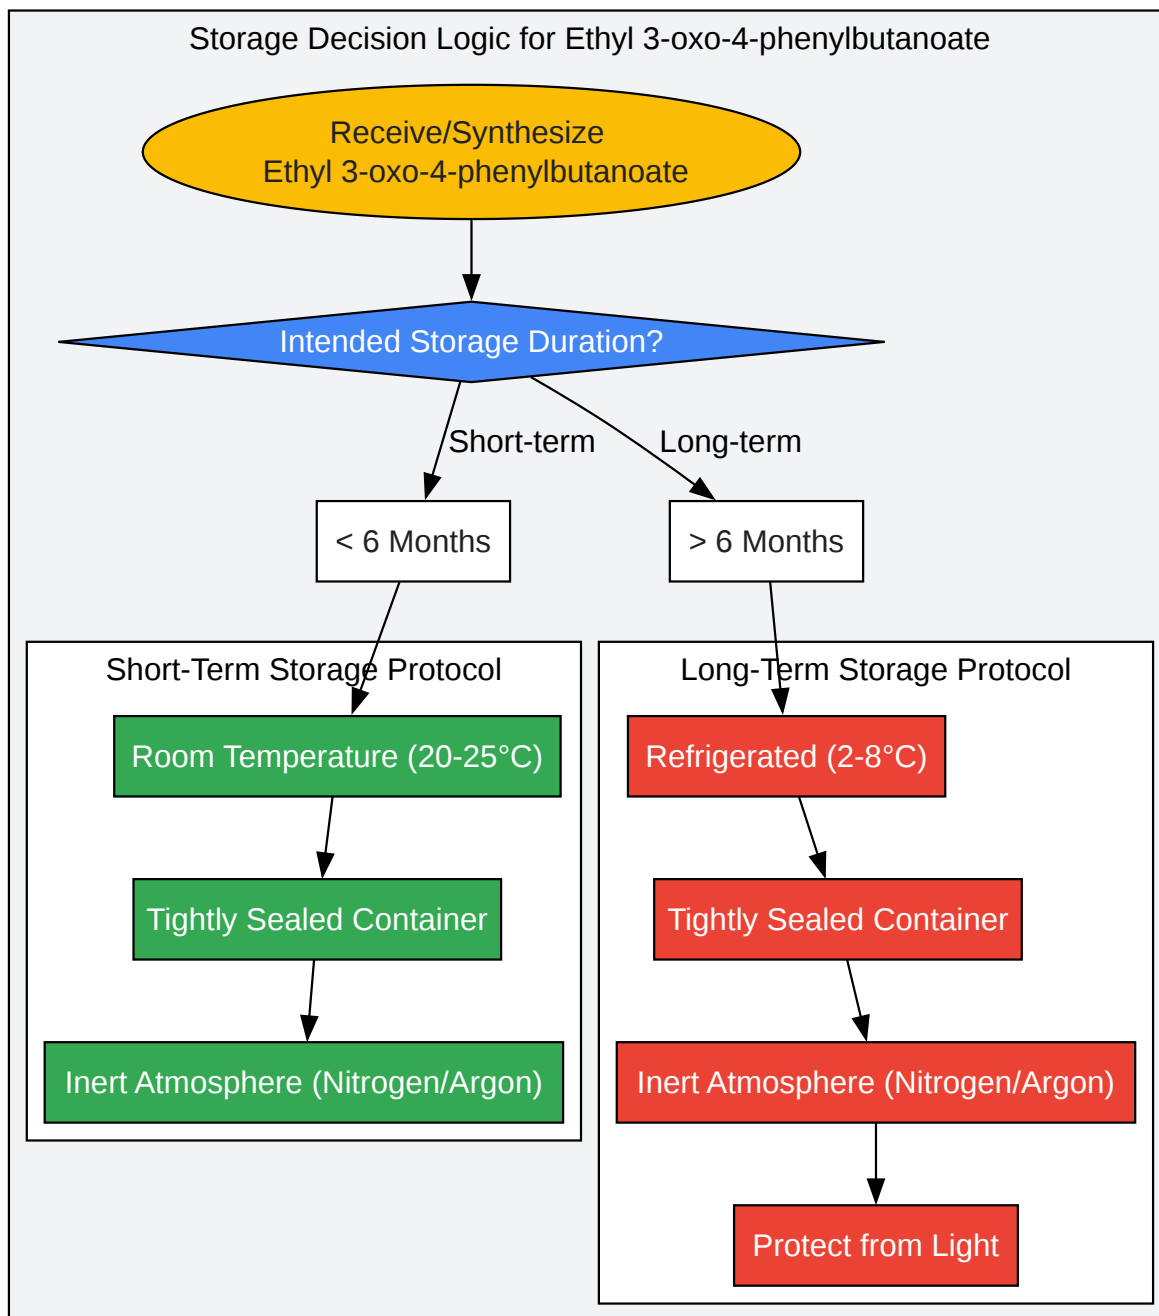 Storage Decision Logic for Ethyl 3-oxo-4-phenylbutanoate
Receive/Synthesize
Ethyl 3-oxo-4-phenylbutanoate
Intended Storage Duration?
Short-term
Long-term
< 6 Months
> 6 Months
Short-Term Storage Protocol
Room Temperature (20-25°C)
Tightly Sealed Container
Inert Atmosphere (Nitrogen/Argon)
Long-Term Storage Protocol
Refrigerated (2-8°C)
Tightly Sealed Container
Inert Atmosphere (Nitrogen/Argon)
Protect from Light